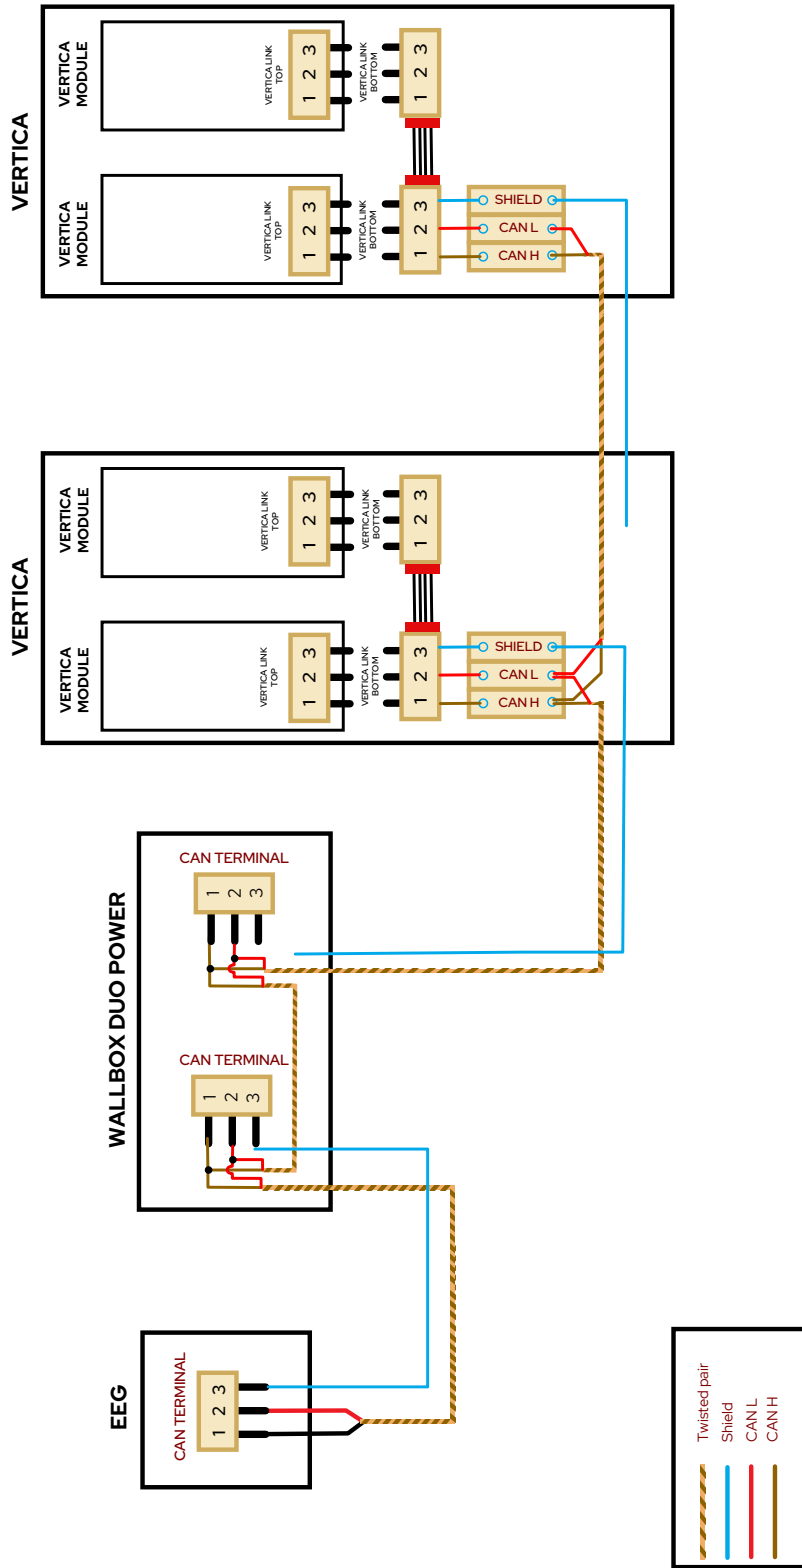 VERTICA
VERTICA
MODULE
VERTICA LINK
TOP
1 2 3
VERTICA LINK
BOTTOM
1 2 3
VERTICA
MODULE
VERTICA LINK
TOP
1 2 3
VERTICA LINK
BOTTOM
1 2 3
SHIELD
CAN L
CAN H
VERTICA
VERTICA
MODULE
VERTICA LINK
TOP
1 2 3
VERTICA LINK
BOTTOM
1 2 3
VERTICA
MODULE
VERTICA LINK
TOP
1 2 3
VERTICA LINK
BOTTOM
1 2 3
SHIELD
CAN L
CAN H
WALLBOX DUO POWER
CAN TERMINAL
1
2
3
CAN TERMINAL
1
2
3
EEG
CAN TERMINAL
1 2 3
Twisted pair
Shield
CAN L
CAN H